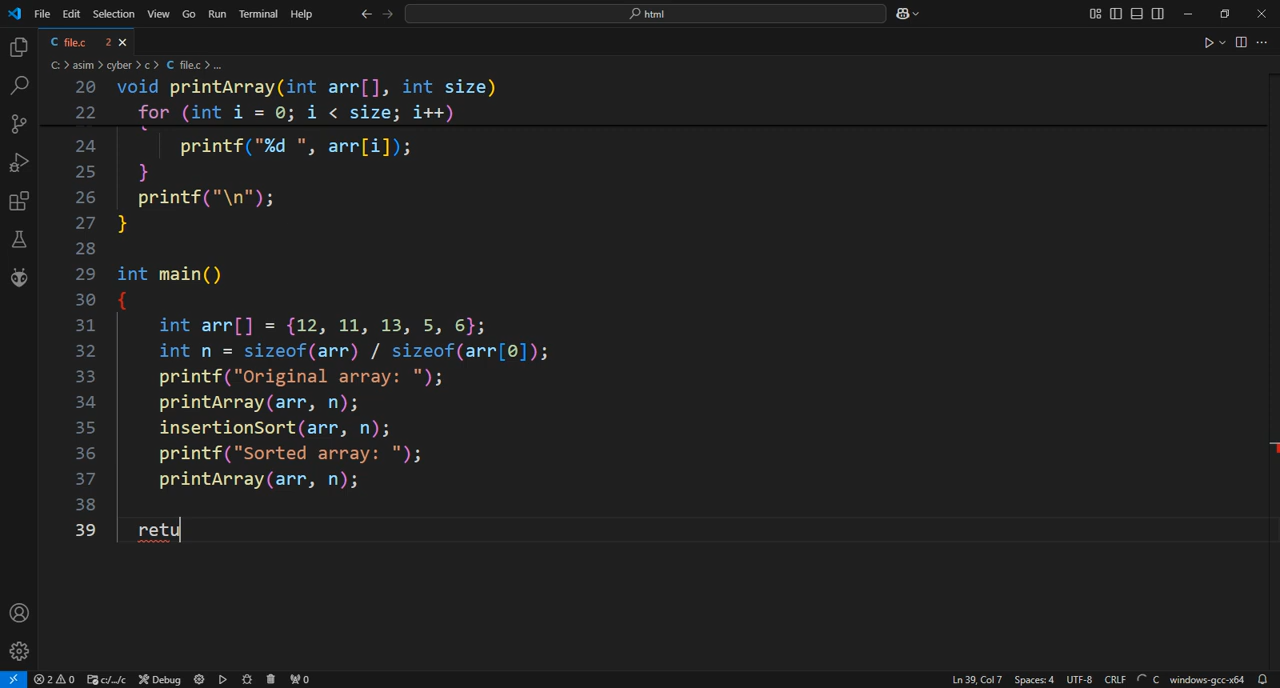 File Edit Selection View Go Run Terminal Help html
C file.c 2
C: > asim > cyber > c > C file.c > ...
20 void printArray(int arr[], int size)
22 for (int i = 0; i < size; i++)
24 printf("%d ", arr[i]);
25 }
26 printf("\n");
27 }
28
29 int main()
30 {
31 int arr[] = {12, 11, 13, 5, 6};
32 int n = sizeof(arr) / sizeof(arr[0]);
33 printf("Original array: ");
34 printArray(arr, n);
35 insertionSort(arr, n);
36 printf("Sorted array: ");
37 printArray(arr, n);
38
39 retu
2 0 c:/.../c Debug 0 Ln 39, Col 7 Spaces: 4 UTF-8 CRLF C windows-gcc-x64